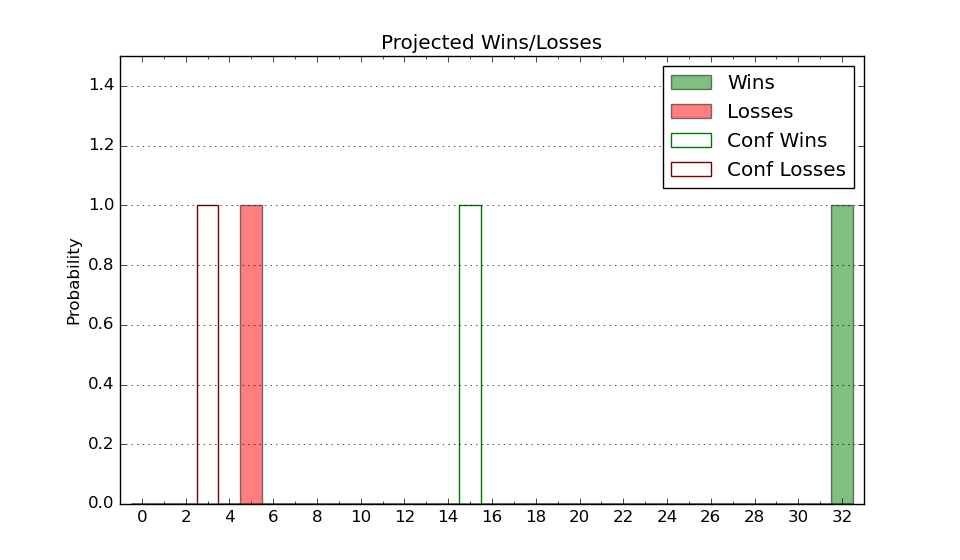 Projected Wins/Losses
Wins
Losses
Conf Wins
Conf Losses
Probability
1.4
1.2
1.0
0.8
0.6
0.4
0.2
0.0
0 2 4 6 8 10 12 14 16 18 20 22 24 26 28 30 32